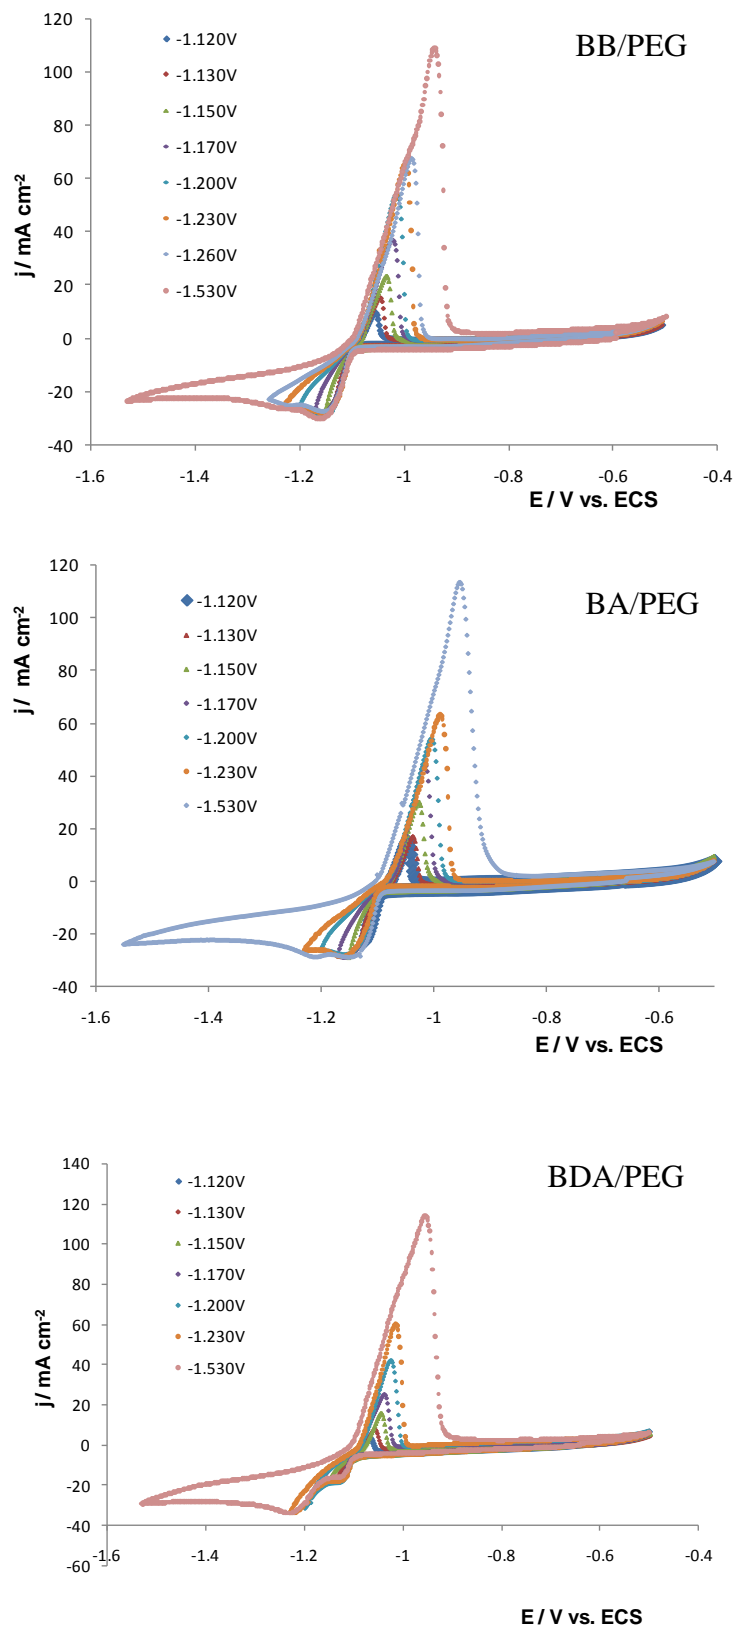 120
100
80
60
40
20
0
-20
-40
-1.6
-1.4
-1.2
-1
-0.8
-0.6
-0.4
j / mA cm-2
E / V vs. ECS
BB/PEG
-1.120V
-1.130V
-1.150V
-1.170V
-1.200V
-1.230V
-1.260V
-1.530V
120
100
80
60
40
20
0
-20
-40
-1.6
-1.4
-1.2
-1
-0.8
-0.6
j / mA cm-2
E / V vs. ECS
BA/PEG
-1.120V
-1.130V
-1.150V
-1.170V
-1.200V
-1.230V
-1.530V
140
120
100
80
60
40
20
0
-20
-40
-60
-1.6
-1.4
-1.2
-1
-0.8
-0.6
-0.4
j / mA cm-2
E / V vs. ECS
BDA/PEG
-1.120V
-1.130V
-1.150V
-1.170V
-1.200V
-1.230V
-1.530V